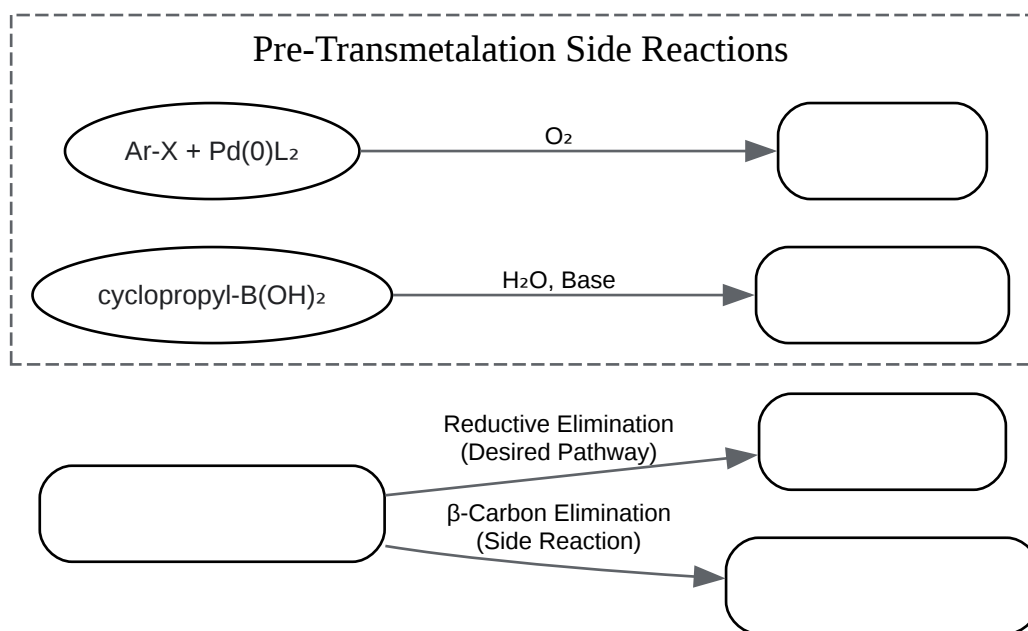 Pre-Transmetalation Side Reactions
Ar-X + Pd(0)L₂
O₂
cyclopropyl-B(OH)₂
H₂O, Base
Reductive Elimination
(Desired Pathway)
β-Carbon Elimination
(Side Reaction)